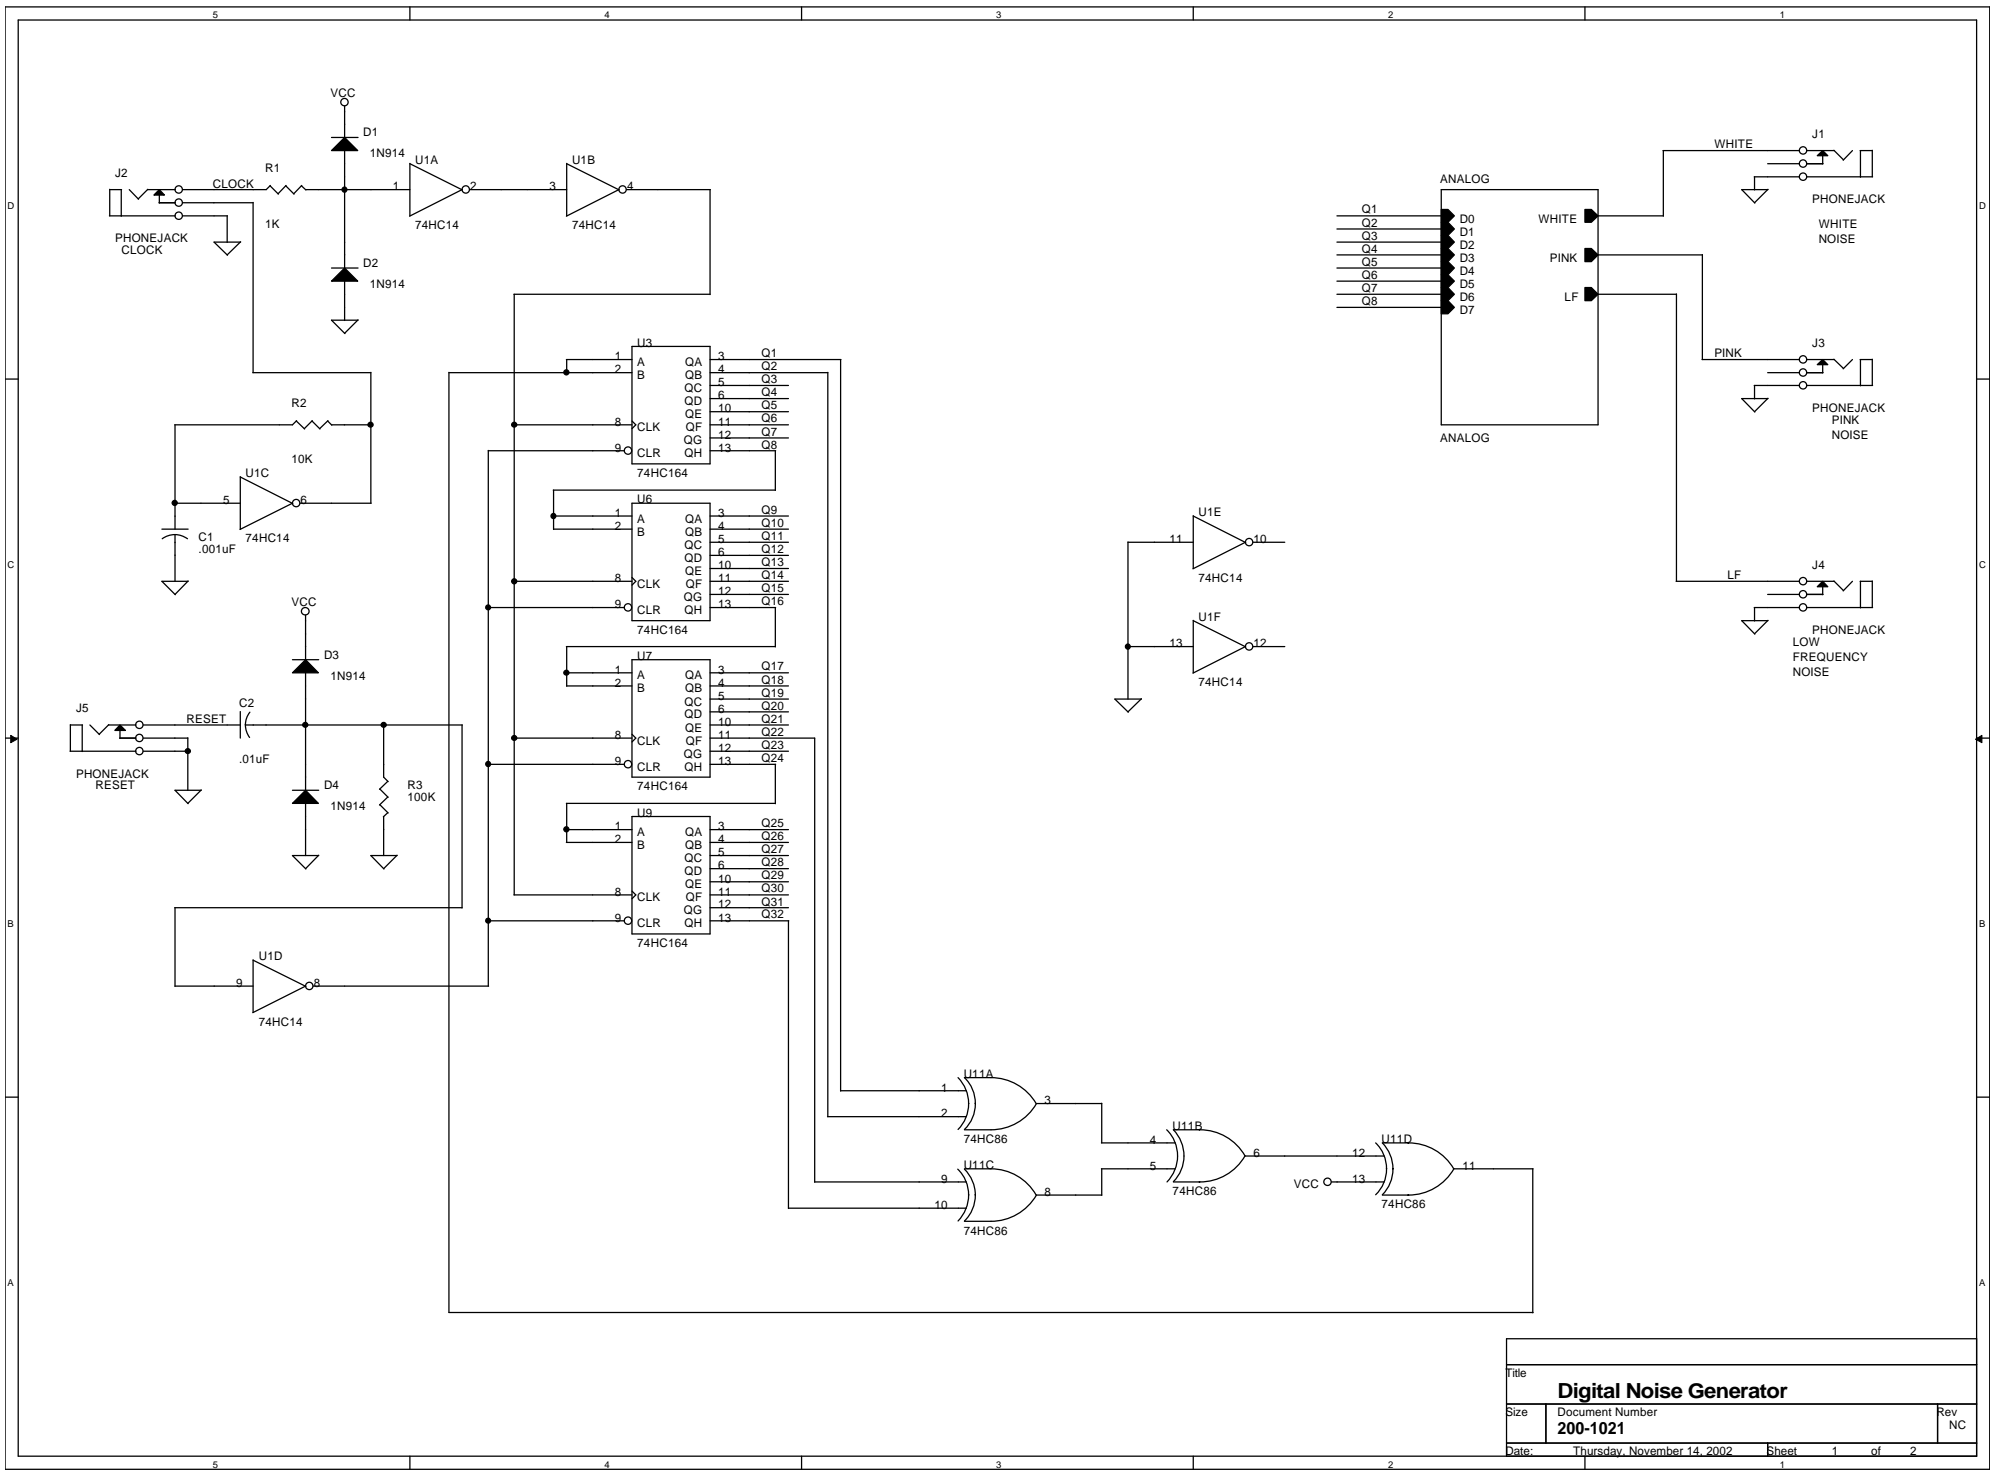 5
4
3
2
1
D
C
B
A
D
C
B
A
VCC
D1
1N914
J2
CLOCK
R1
1K
PHONEJACK
CLOCK
1
U1A
2
74HC14
3
U1B
4
74HC14
D2
1N914
R2
10K
U1C
5
6
74HC14
C1
.001uF
VCC
D3
1N914
J5
RESET
C2
.01uF
PHONEJACK
RESET
D4
1N914
R3
100K
U1D
9
8
74HC14
U3
1 A QA 3 Q1
2 B QB 4 Q2
QC 5 Q3
QD 6 Q4
QE 10 Q5
8 CLK QF 11 Q6
QG 12 Q7
9 CLR QH 13 Q8
74HC164
U6
1 A QA 3 Q9
2 B QB 4 Q10
QC 5 Q11
QD 6 Q12
QE 10 Q13
8 CLK QF 11 Q14
QG 12 Q15
9 CLR QH 13 Q16
74HC164
U7
1 A QA 3 Q17
2 B QB 4 Q18
QC 5 Q19
QD 6 Q20
QE 10 Q21
8 CLK QF 11 Q22
QG 12 Q23
9 CLR QH 13 Q24
74HC164
U9
1 A QA 3 Q25
2 B QB 4 Q26
QC 5 Q27
QD 6 Q28
QE 10 Q29
8 CLK QF 11 Q30
QG 12 Q31
9 CLR QH 13 Q32
74HC164
ANALOG
Q1 D0
Q2 D1
Q3 D2
Q4 D3
Q5 D4
Q6 D5
Q7 D6
Q8 D7
WHITE
PINK
LF
ANALOG
WHITE
J1
PHONEJACK
WHITE
NOISE
PINK
J3
PHONEJACK
PINK
NOISE
LF
J4
PHONEJACK
LOW
FREQUENCY
NOISE
U1E
11
10
74HC14
U1F
13
12
74HC14
U11A
1
2
3
74HC86
U11C
9
10
8
74HC86
U11B
4
5
6
74HC86
U11D
12
VCC
13
11
74HC86
Title
Digital Noise Generator
Size Document Number Rev
200-1021 NC
Date: Thursday, November 14, 2002 Sheet 1 of 2
5
4
3
2
1